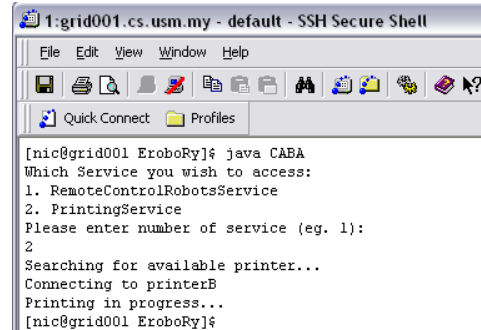 1:grid001.cs.usm.my - default - SSH Secure Shell
File Edit View Window Help
Quick Connect Profiles
[nic@grid001 EroboRy]$ java CABA
Which Service you wish to access:
1. RemoteControlRobotsService
2. PrintingService
Please enter number of service (eg. 1):
2
Searching for available printer...
Connecting to printerB
Printing in progress...
[nic@grid001 EroboRy]$